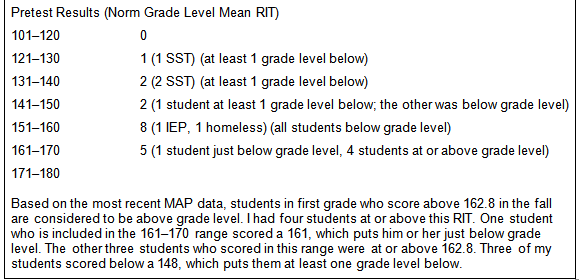 Pretest Results (Norm Grade Level Mean RIT)
101–120 0
121–130 1 (1 SST) (at least 1 grade level below)
131–140 2 (2 SST) (at least 1 grade level below)
141–150 2 (1 student at least 1 grade level below; the other was below grade level)
151–160 8 (1 IEP, 1 homeless) (all students below grade level)
161–170 5 (1 student just below grade level, 4 students at or above grade level)
171–180
Based on the most recent MAP data, students in first grade who score above 162.8 in the fall
are considered to be above grade level. I had four students at or above this RIT. One student
who is included in the 161–170 range scored a 161, which puts him or her just below grade
level. The other three students who scored in this range were at or above 162.8. Three of my
students scored below a 148, which puts them at least one grade level below.